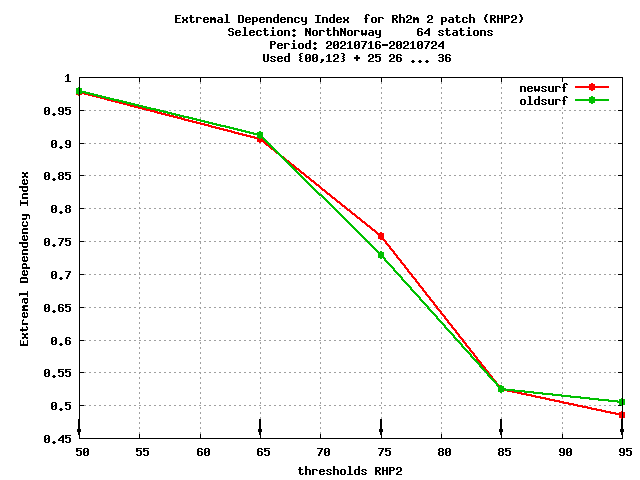 Extremal Dependency Index  for Rh2m 2 patch (RHP2)
Selection: NorthNorway     64 stations
Period: 20210716-20210724
Used {00,12} + 25 26 ... 36
newsurf
oldsurf
1
0.95
0.9
0.85
0.8
0.75
0.7
0.65
0.6
0.55
0.5
0.45
Extremal Dependency Index
50 55 60 65 70 75 80 85 90 95
thresholds RHP2